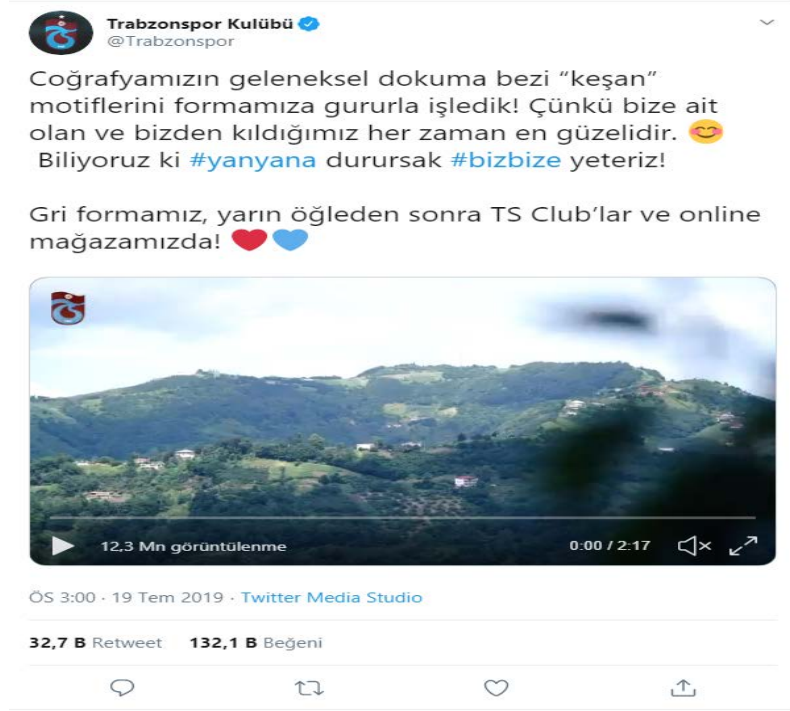 Trabzonspor Kulübü
@Trabzonspor
Coğrafyamızın geleneksel dokuma bezi “keşan”
motiflerini formamıza gururla işledik! Çünkü bize ait
olan ve bizden kıldığımız her zaman en güzelidir. 😊
Biliyoruz ki #yanyana durursak #bizbize yeteriz!
Gri formamız, yarın öğleden sonra TS Club’lar ve online
mağazamızda! ❤️💙
12,3 Mn görüntülenme
0:00 / 2:17
ÖS 3:00 · 19 Tem 2019 · Twitter Media Studio
32,7 B Retweet 132,1 B Beğeni